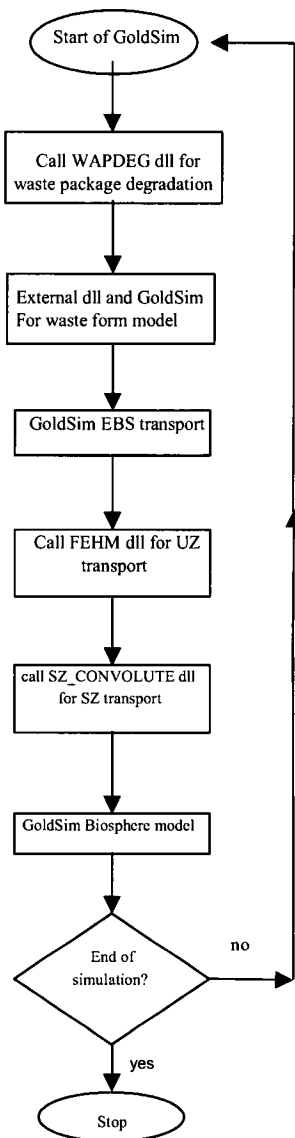 Start of GoldSim
Call WAPDEG dll for
waste package degradation
External dll and GoldSim
For waste form model
GoldSim EBS transport
Call FEHM dll for UZ
transport
call SZ_CONVOLUTE dll
for SZ transport
GoldSim Biosphere model
End of
simulation?
no
yes
Stop